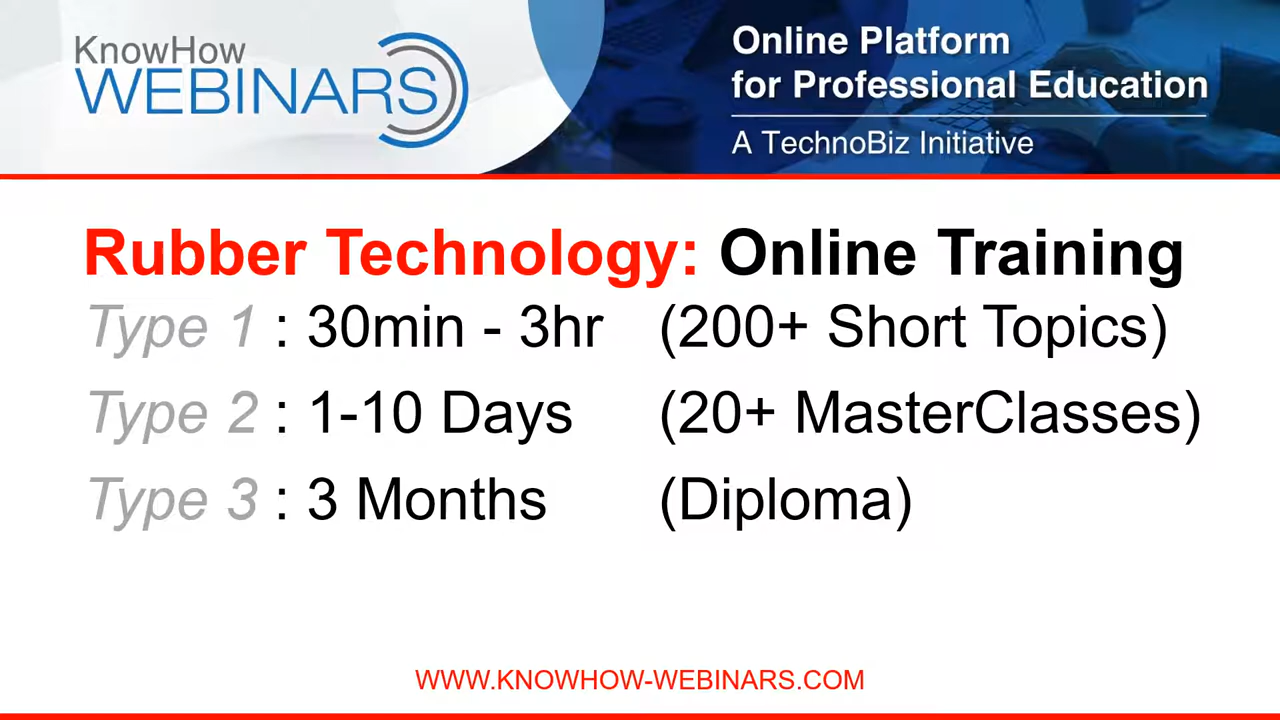 KnowHow
WEBINARS
Online Platform
for Professional Education
A TechnoBiz Initiative
Rubber Technology: Online Training
Type 1 : 30min - 3hr (200+ Short Topics)
Type 2 : 1-10 Days (20+ MasterClasses)
Type 3 : 3 Months (Diploma)
WWW.KNOWHOW-WEBINARS.COM